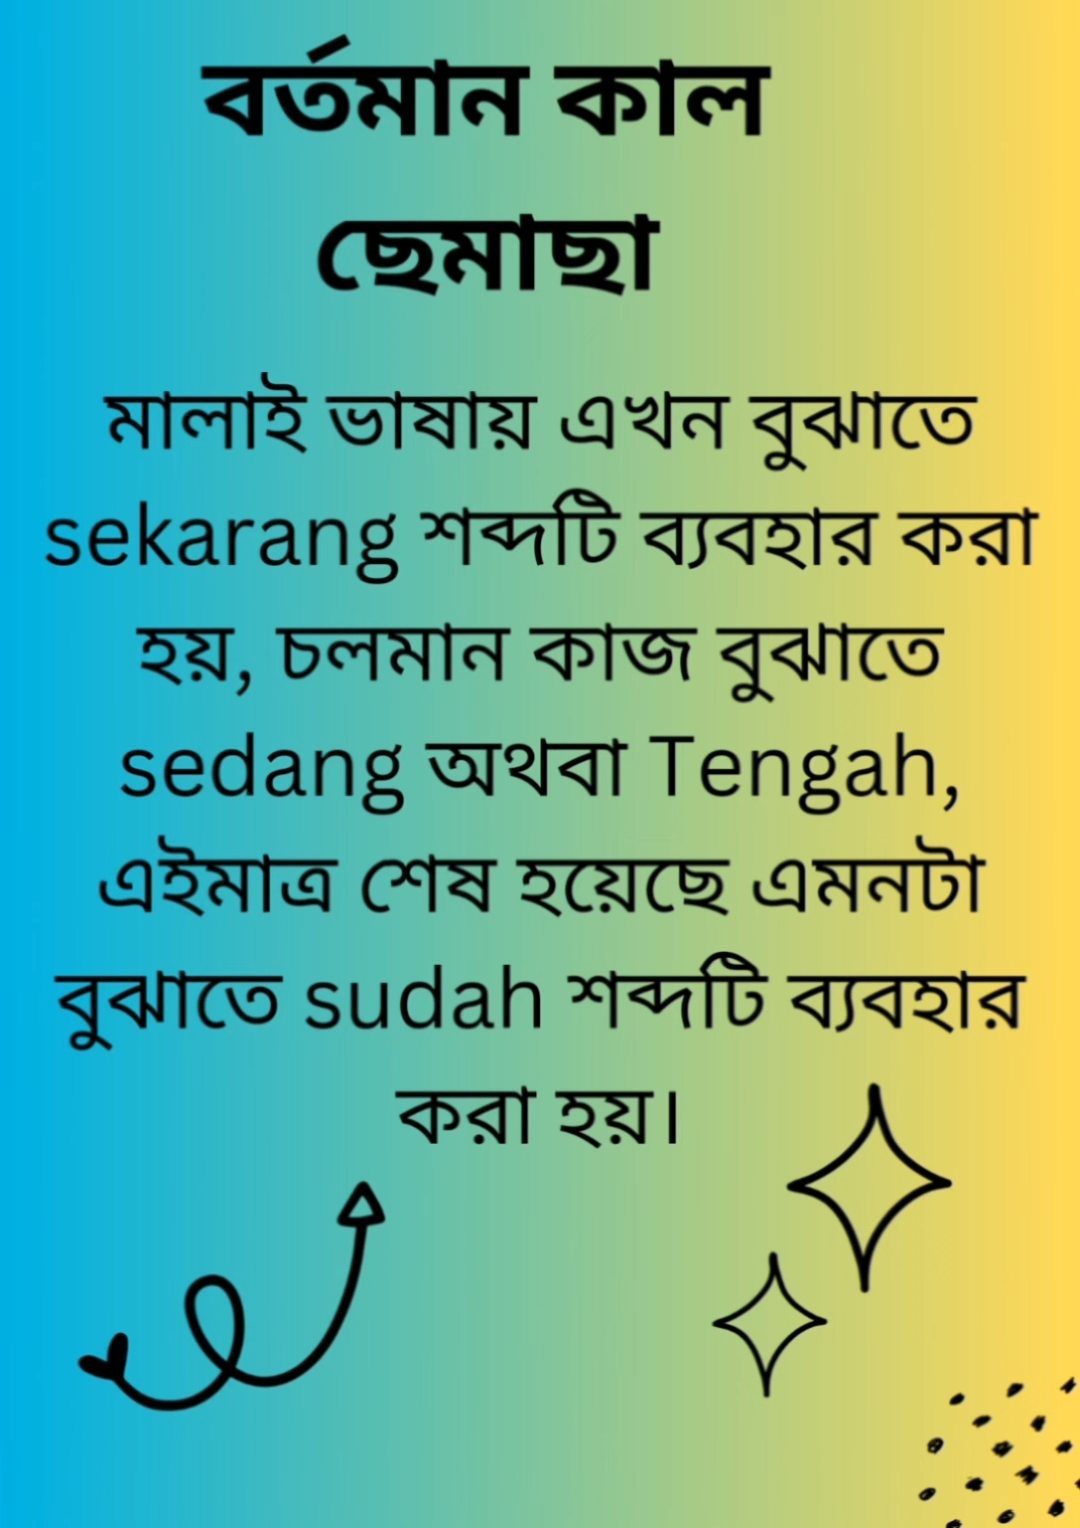 বর্তমান কাল
ছেমাছা
মালাই ভাষায় এখন বুঝাতে
sekarang শব্দটি ব্যবহার করা
হয়, চলমান কাজ বুঝাতে
sedang অথবা Tengah,
এইমাত্র শেষ হয়েছে এমনটা
বুঝাতে sudah শব্দটি ব্যবহার
করা হয়।